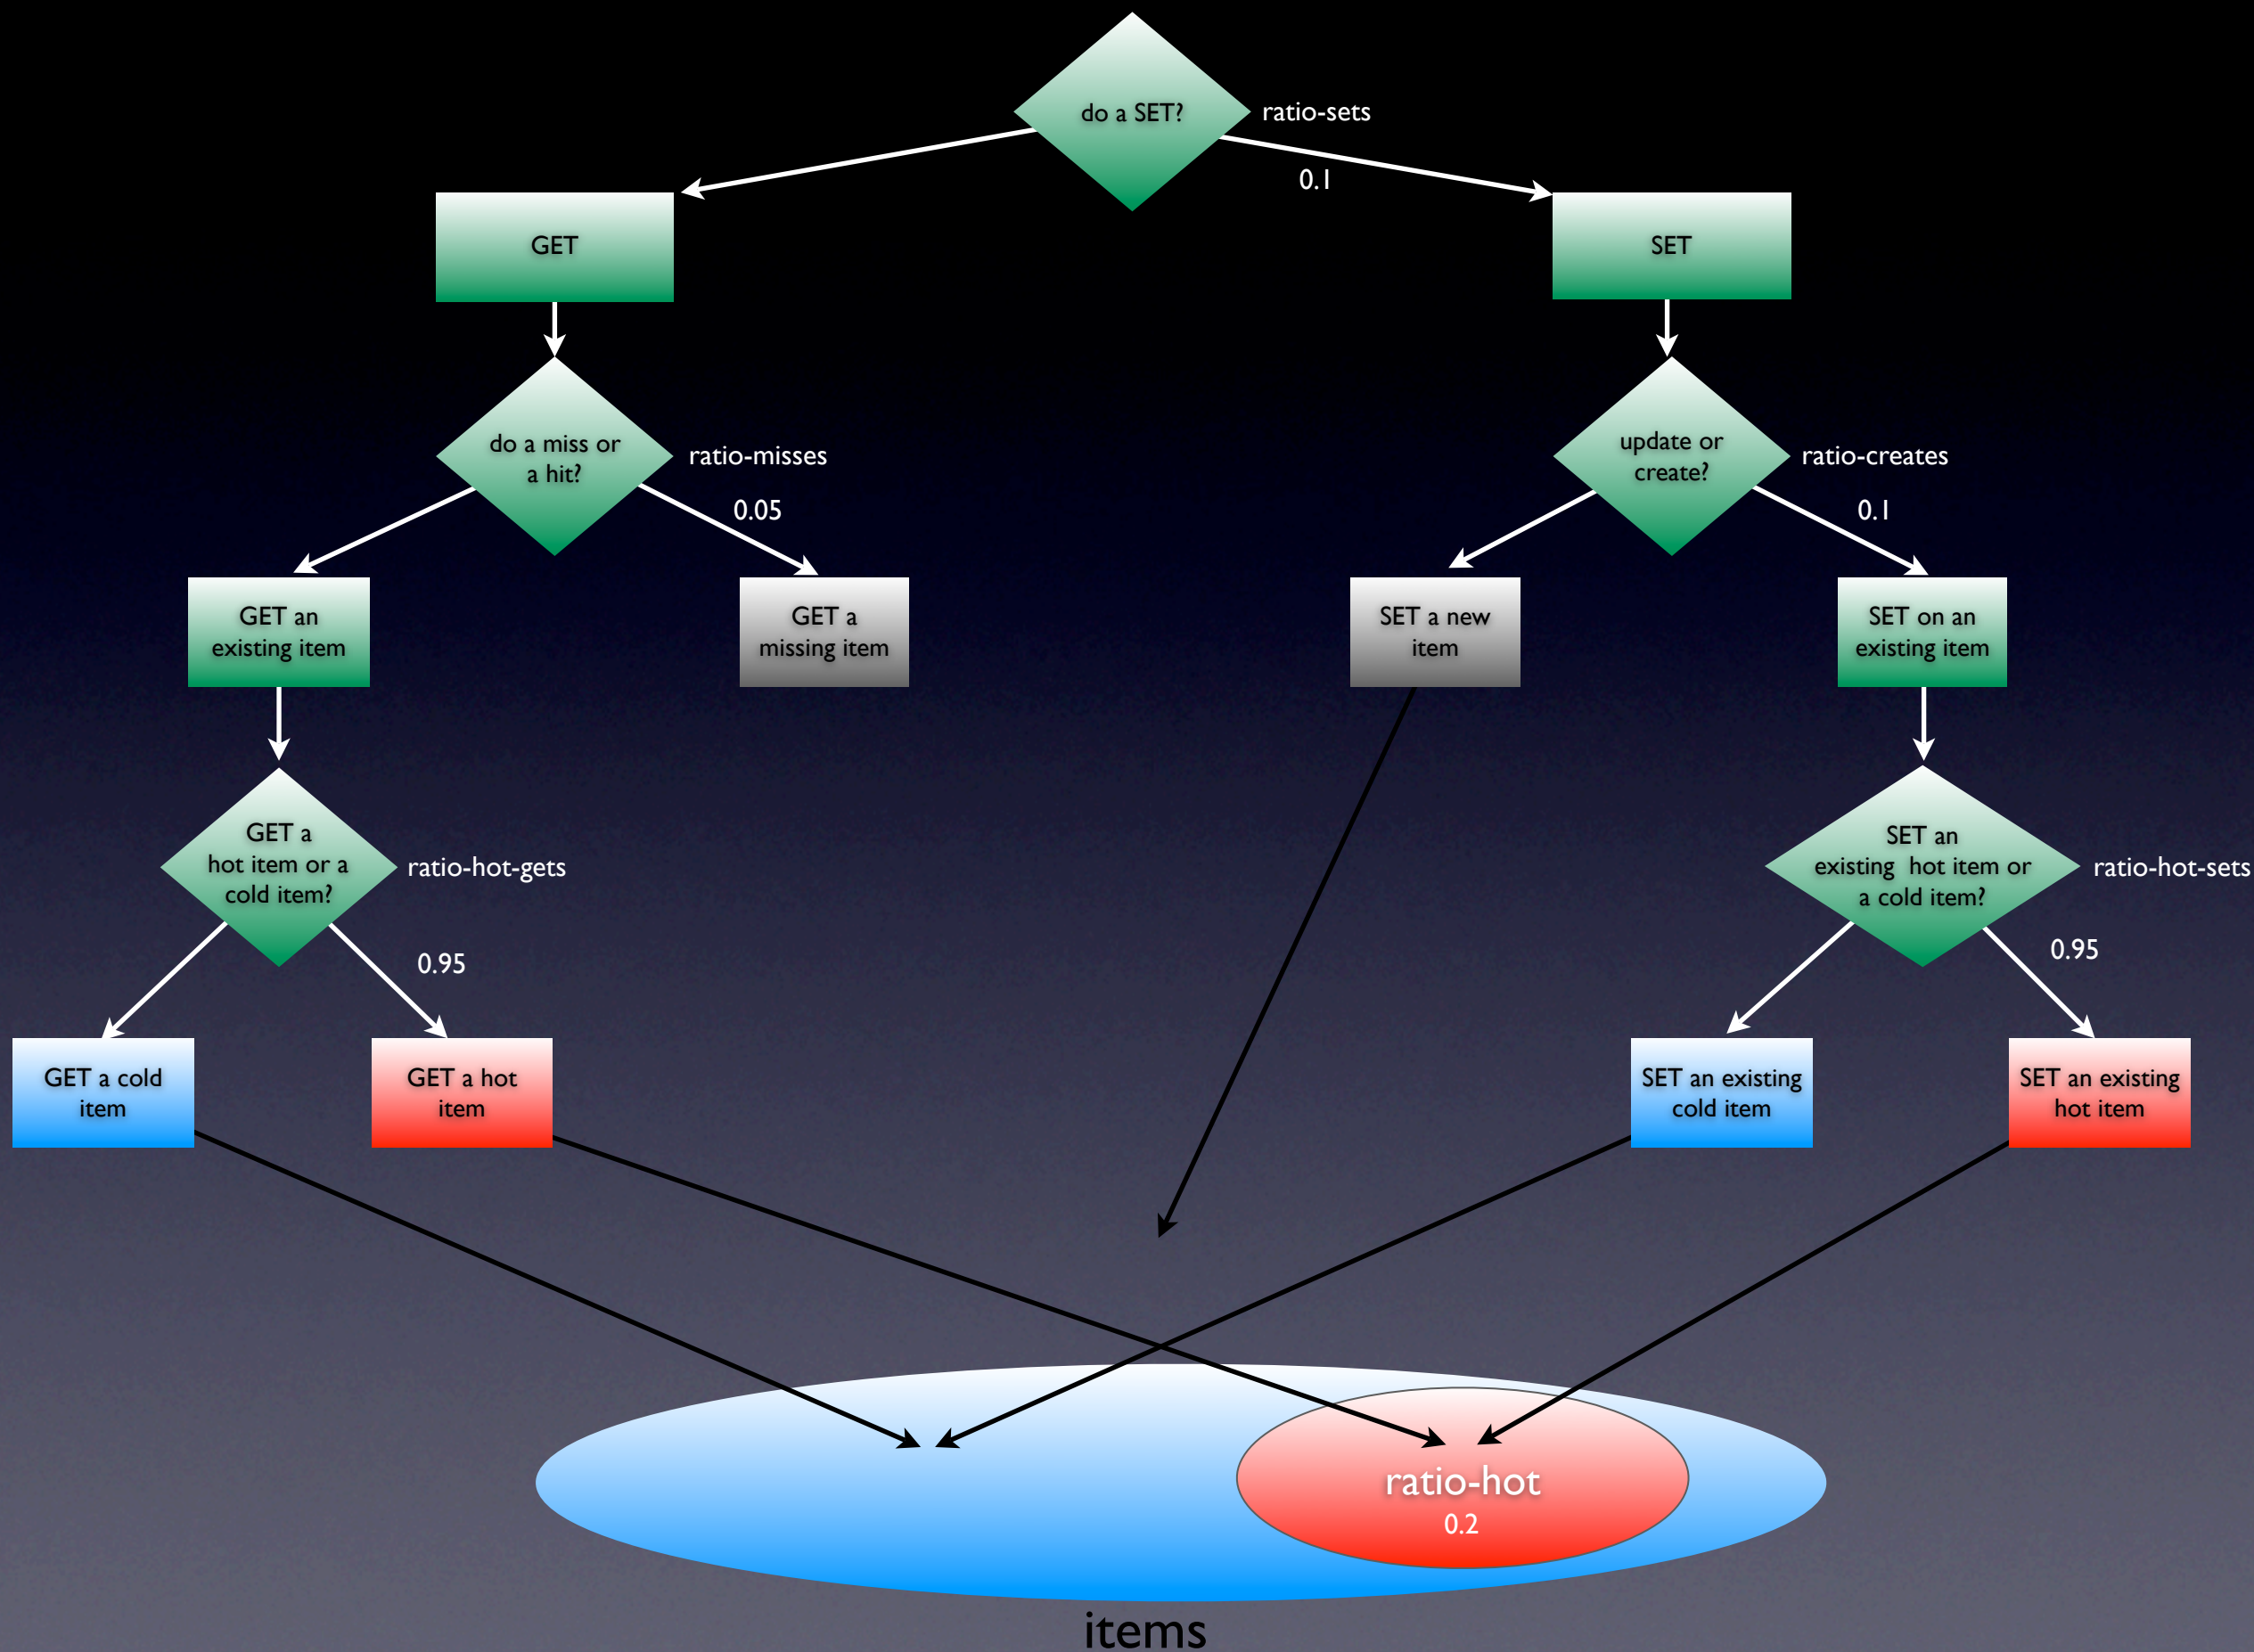 do a SET?
ratio-sets
0.1
GET
SET
do a miss or
a hit?
ratio-misses
0.05
update or
create?
ratio-creates
0.1
GET an
existing item
GET a
missing item
SET a new
item
SET on an
existing item
GET a
hot item or a
cold item?
ratio-hot-gets
0.95
SET an
existing hot item or
a cold item?
ratio-hot-sets
0.95
GET a cold
item
GET a hot
item
SET an existing
cold item
SET an existing
hot item
ratio-hot
0.2
items